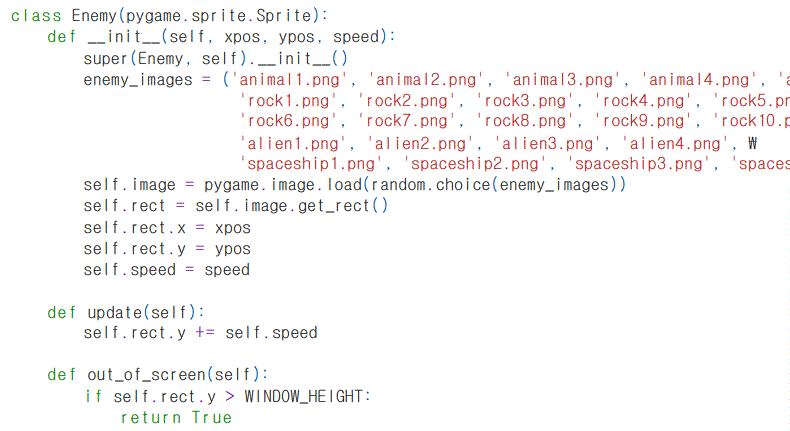 class Enemy(pygame.sprite.Sprite):
    def __init__(self, xpos, ypos, speed):
        super(Enemy, self).__init__()
        enemy_images = ('animal1.png', 'animal2.png', 'animal3.png', 'animal4.png', 'a
                         'rock1.png', 'rock2.png', 'rock3.png', 'rock4.png', 'rock5.pn
                         'rock6.png', 'rock7.png', 'rock8.png', 'rock9.png', 'rock10.p
                         'alien1.png', 'alien2.png', 'alien3.png', 'alien4.png', ₩
                         'spaceship1.png', 'spaceship2.png', 'spaceship3.png', 'spaces
        self.image = pygame.image.load(random.choice(enemy_images))
        self.rect = self.image.get_rect()
        self.rect.x = xpos
        self.rect.y = ypos
        self.speed = speed
    def update(self):
        self.rect.y += self.speed
    def out_of_screen(self):
        if self.rect.y > WINDOW_HEIGHT:
            return True